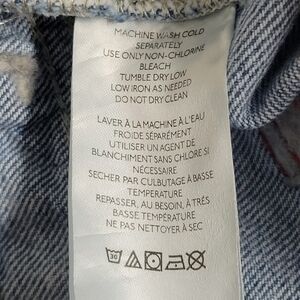 MACHINE WASH COLD
SEPARATELY
USE ONLY NON-CHLORINE
BLEACH
TUMBLE DRY LOW
LOW IRON AS NEEDED
DO NOT DRY CLEAN
LAVER À LA MACHINE À L'EAU
FROIDE SÉPARÉMENT
UTILISER UN AGENT DE
BLANCHIMENT SANS CHLORE SI
NÉCESSAIRE
SECHER PAR CULBUTAGE À BASSE
TEMPÉRATURE
REPASSER, AU BESOIN, À TRÈS
BASSE TEMPÉRATURE
NE PAS NETTOYER À SEC
30